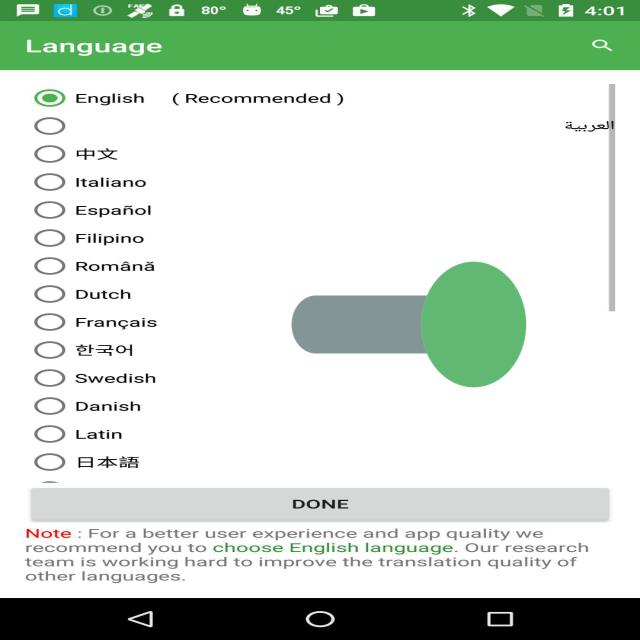 80° 45° 4:01
Language
English ( Recommended )
العربية
中文
Italiano
Español
Filipino
Română
Dutch
Français
한국어
Swedish
Danish
Latin
日本語
DONE
Note : For a better user experience and app quality we
recommend you to choose English language. Our research
team is working hard to improve the translation quality of
other languages.